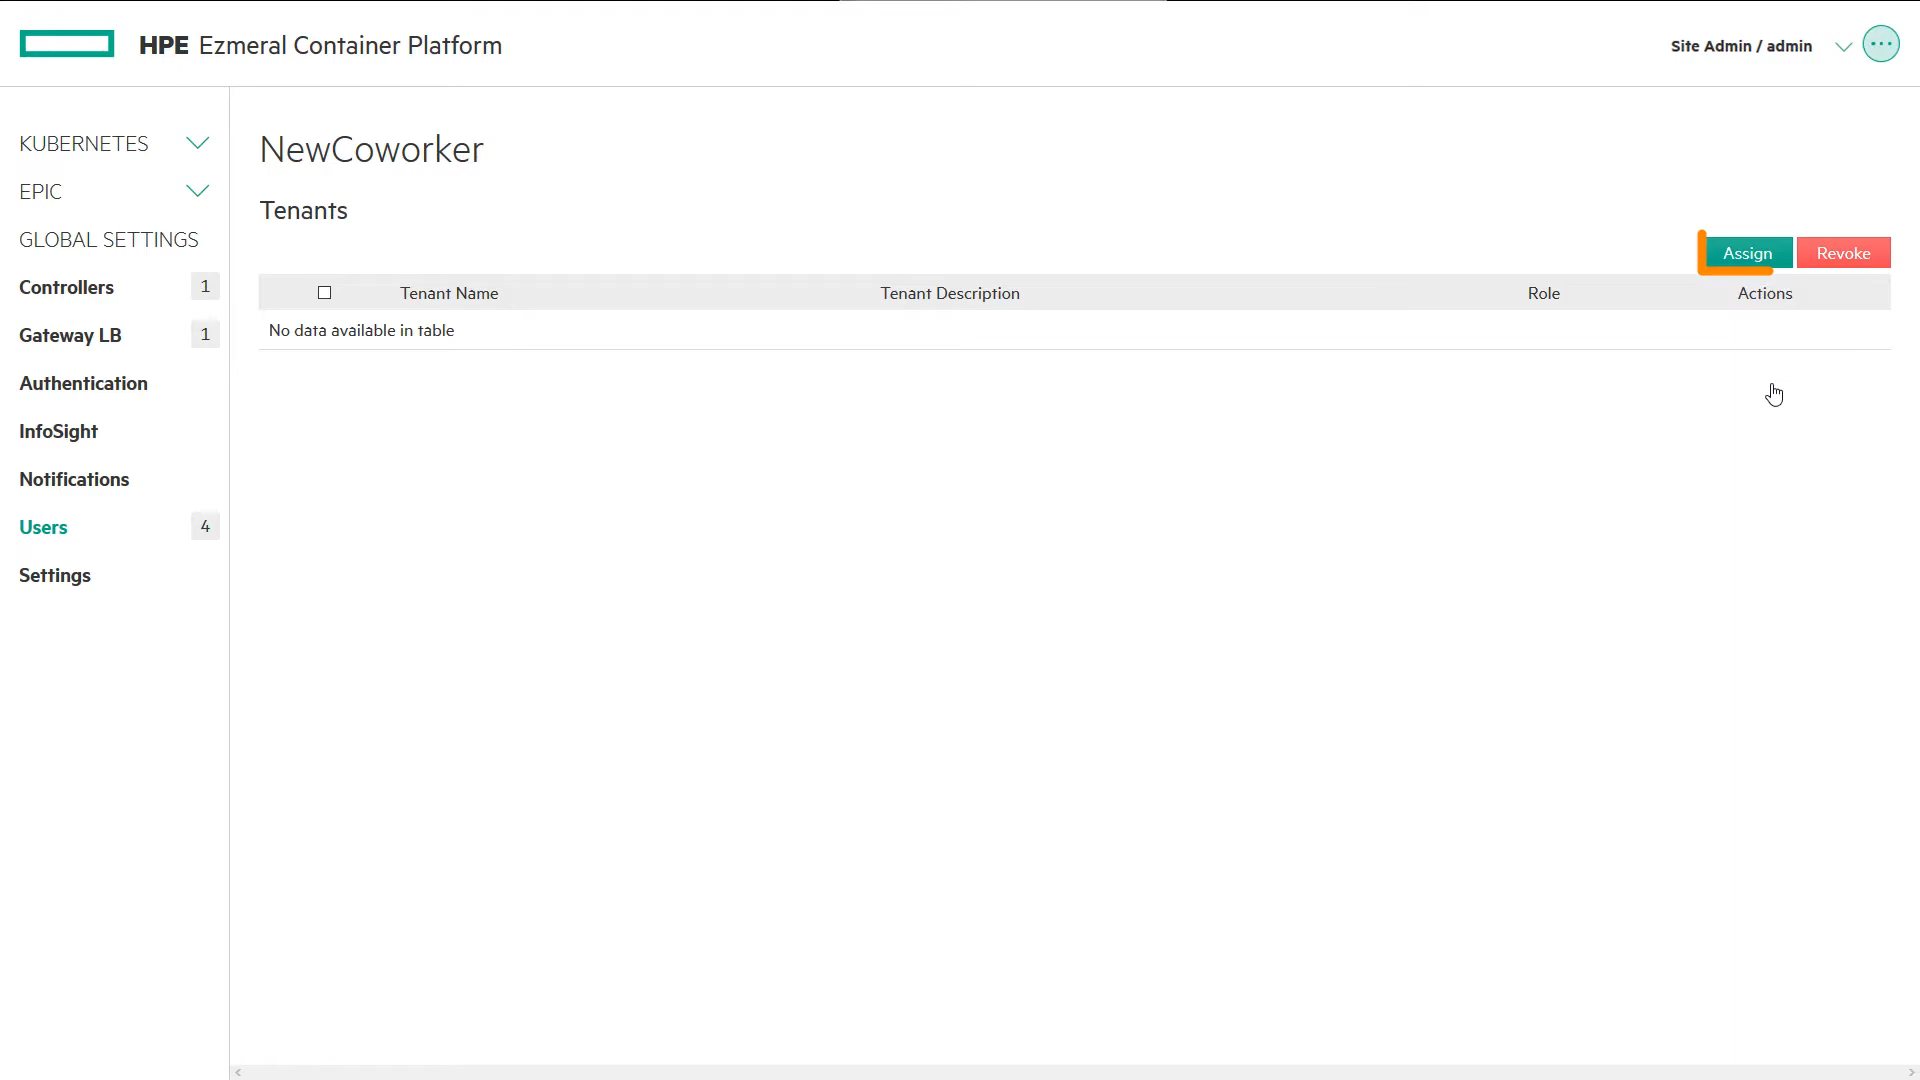 HPE Ezmeral Container Platform
Site Admin / admin
KUBERNETES
EPIC
GLOBAL SETTINGS
Controllers 1
Gateway LB 1
Authentication
InfoSight
Notifications
Users 4
Settings
NewCoworker
Tenants
Assign Revoke
Tenant Name Tenant Description Role Actions
No data available in table